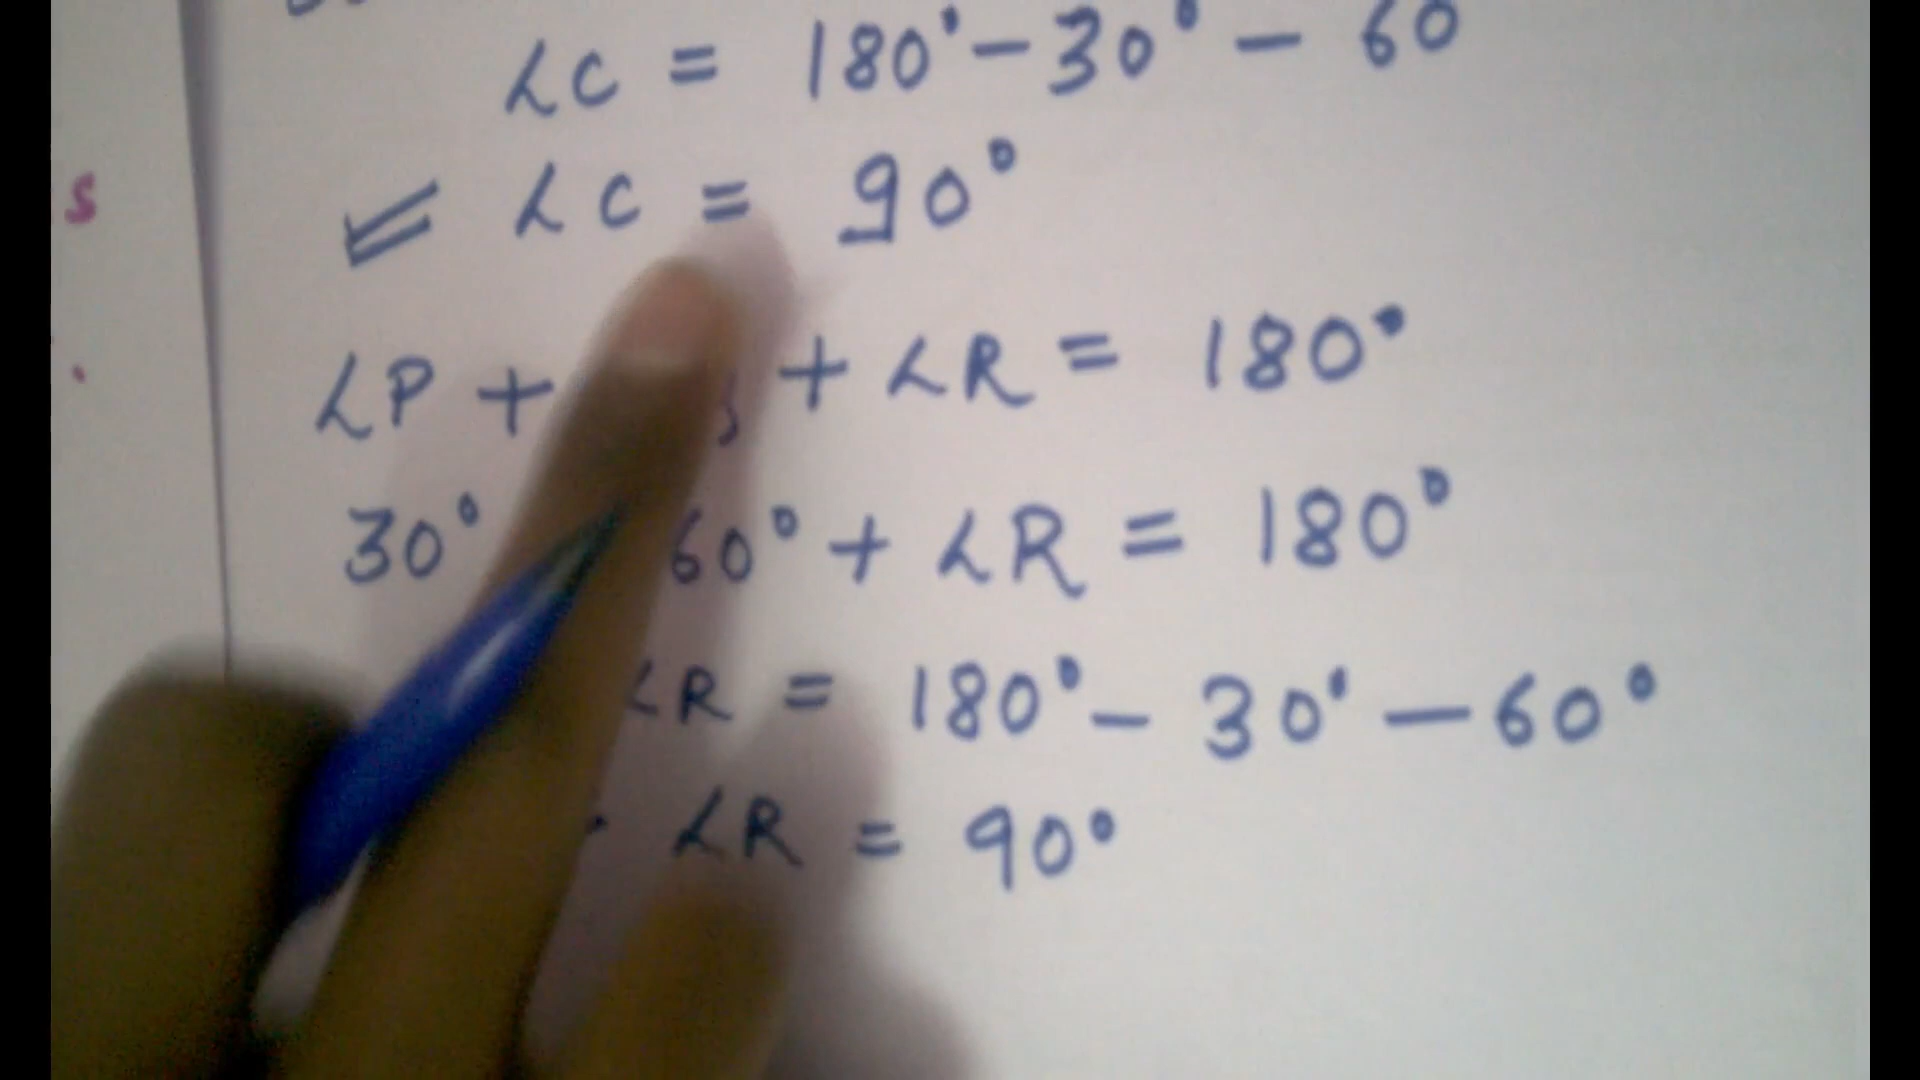 ∠C = 180° - 30° - 60
∠C = 90°
∠P + + ∠R = 180°
30° 60° + ∠R = 180°
∠R = 180° - 30° - 60°
∠R = 90°
s